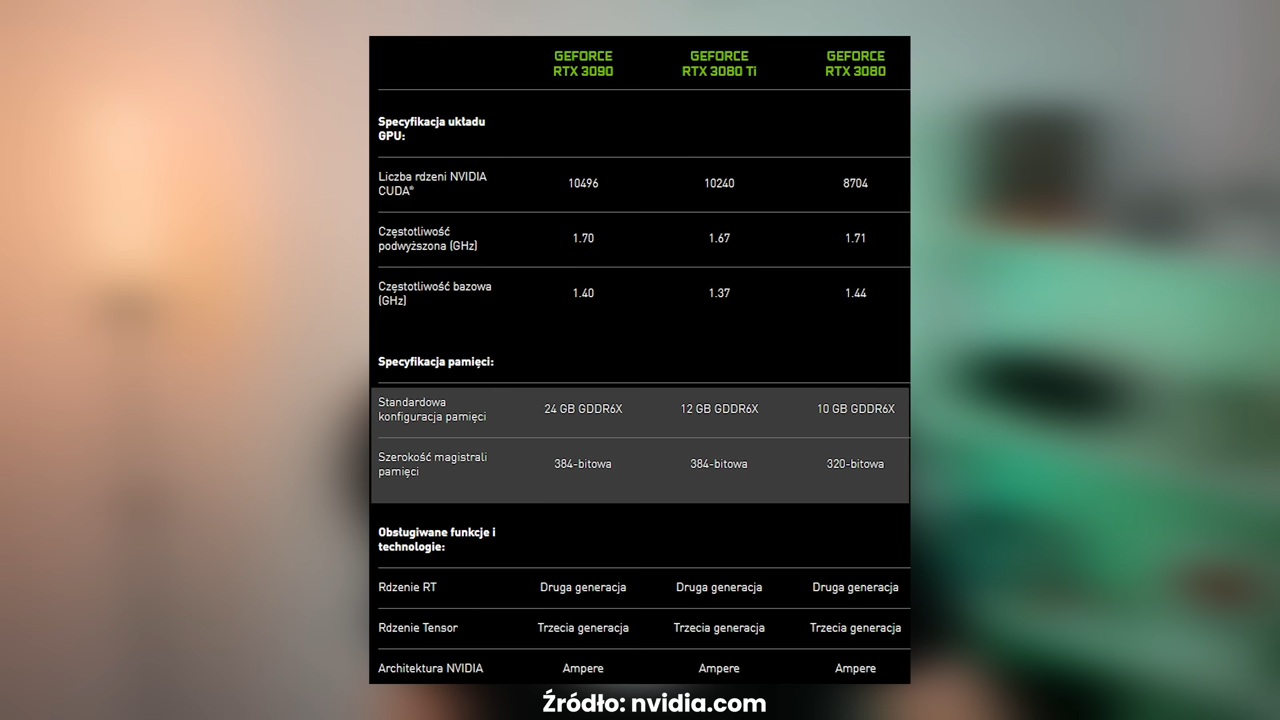 GEFORCE RTX 3090
GEFORCE RTX 3080 Ti
GEFORCE RTX 3080
Specyfikacja układu
GPU:
Liczba rdzeni NVIDIA
CUDA®
10496
10240
8704
Częstotliwość
podwyższona (GHz)
1.70
1.67
1.71
Częstotliwość bazowa
(GHz)
1.40
1.37
1.44
Specyfikacja pamięci:
Standardowa
konfiguracja pamięci
24 GB GDDR6X
12 GB GDDR6X
10 GB GDDR6X
Szerokość magistrali
pamięci
384-bitowa
384-bitowa
320-bitowa
Obsługiwane funkcje i
technologie:
Rdzenie RT
Druga generacja
Druga generacja
Druga generacja
Rdzenie Tensor
Trzecia generacja
Trzecia generacja
Trzecia generacja
Architektura NVIDIA
Ampere
Ampere
Ampere
Źródło: nvidia.com